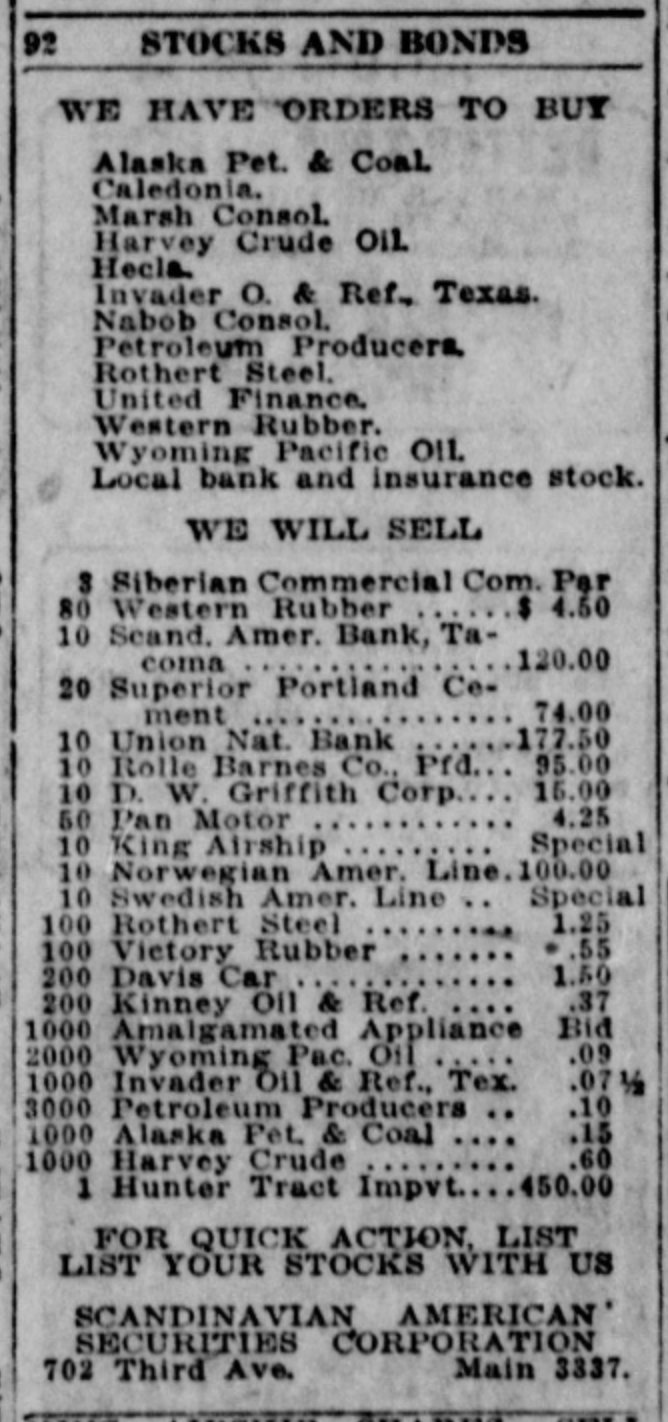 92 STOCKS AND BONDS
WE HAVE ORDERS TO BUY
Alaska Pet. & Coal.
Caledonia.
Marsh Consol.
Harvey Crude Oil.
Hecla.
Invader O. & Ref., Texas.
Nabob Consol.
Petroleum Producers.
Rothert Steel.
United Finance.
Western Rubber.
Wyoming Pacific Oil.
Local bank and insurance stock.
WE WILL SELL
3 Siberian Commercial Com. Par
80 Western Rubber ......$ 4.50
10 Scand. Amer. Bank, Ta-
coma ................120.00
20 Superior Portland Ce-
ment ............... 74.00
10 Union Nat. Bank ......177.50
10 Rolle Barnes Co., Pfd... 95.00
10 D. W. Griffith Corp.... 15.00
50 Pan Motor ............ 4.25
10 King Airship ......... Special
10 Norwegian Amer. Line.100.00
10 Swedish Amer. Line .. Special
100 Rothert Steel .......... 1.25
100 Victory Rubber ....... .55
200 Davis Car ............. 1.50
200 Kinney Oil & Ref. .... .37
1000 Amalgamated Appliance Bid
2000 Wyoming Pac. Oil ..... .09
1000 Invader Oil & Ref., Tex. .07½
3000 Petroleum Producers .. .10
1000 Alaska Pet. & Coal .... .15
1000 Harvey Crude ......... .60
1 Hunter Tract Impvt....450.00
FOR QUICK ACTION, LIST
LIST YOUR STOCKS WITH US
SCANDINAVIAN AMERICAN
SECURITIES CORPORATION
702 Third Ave. Main 3337.